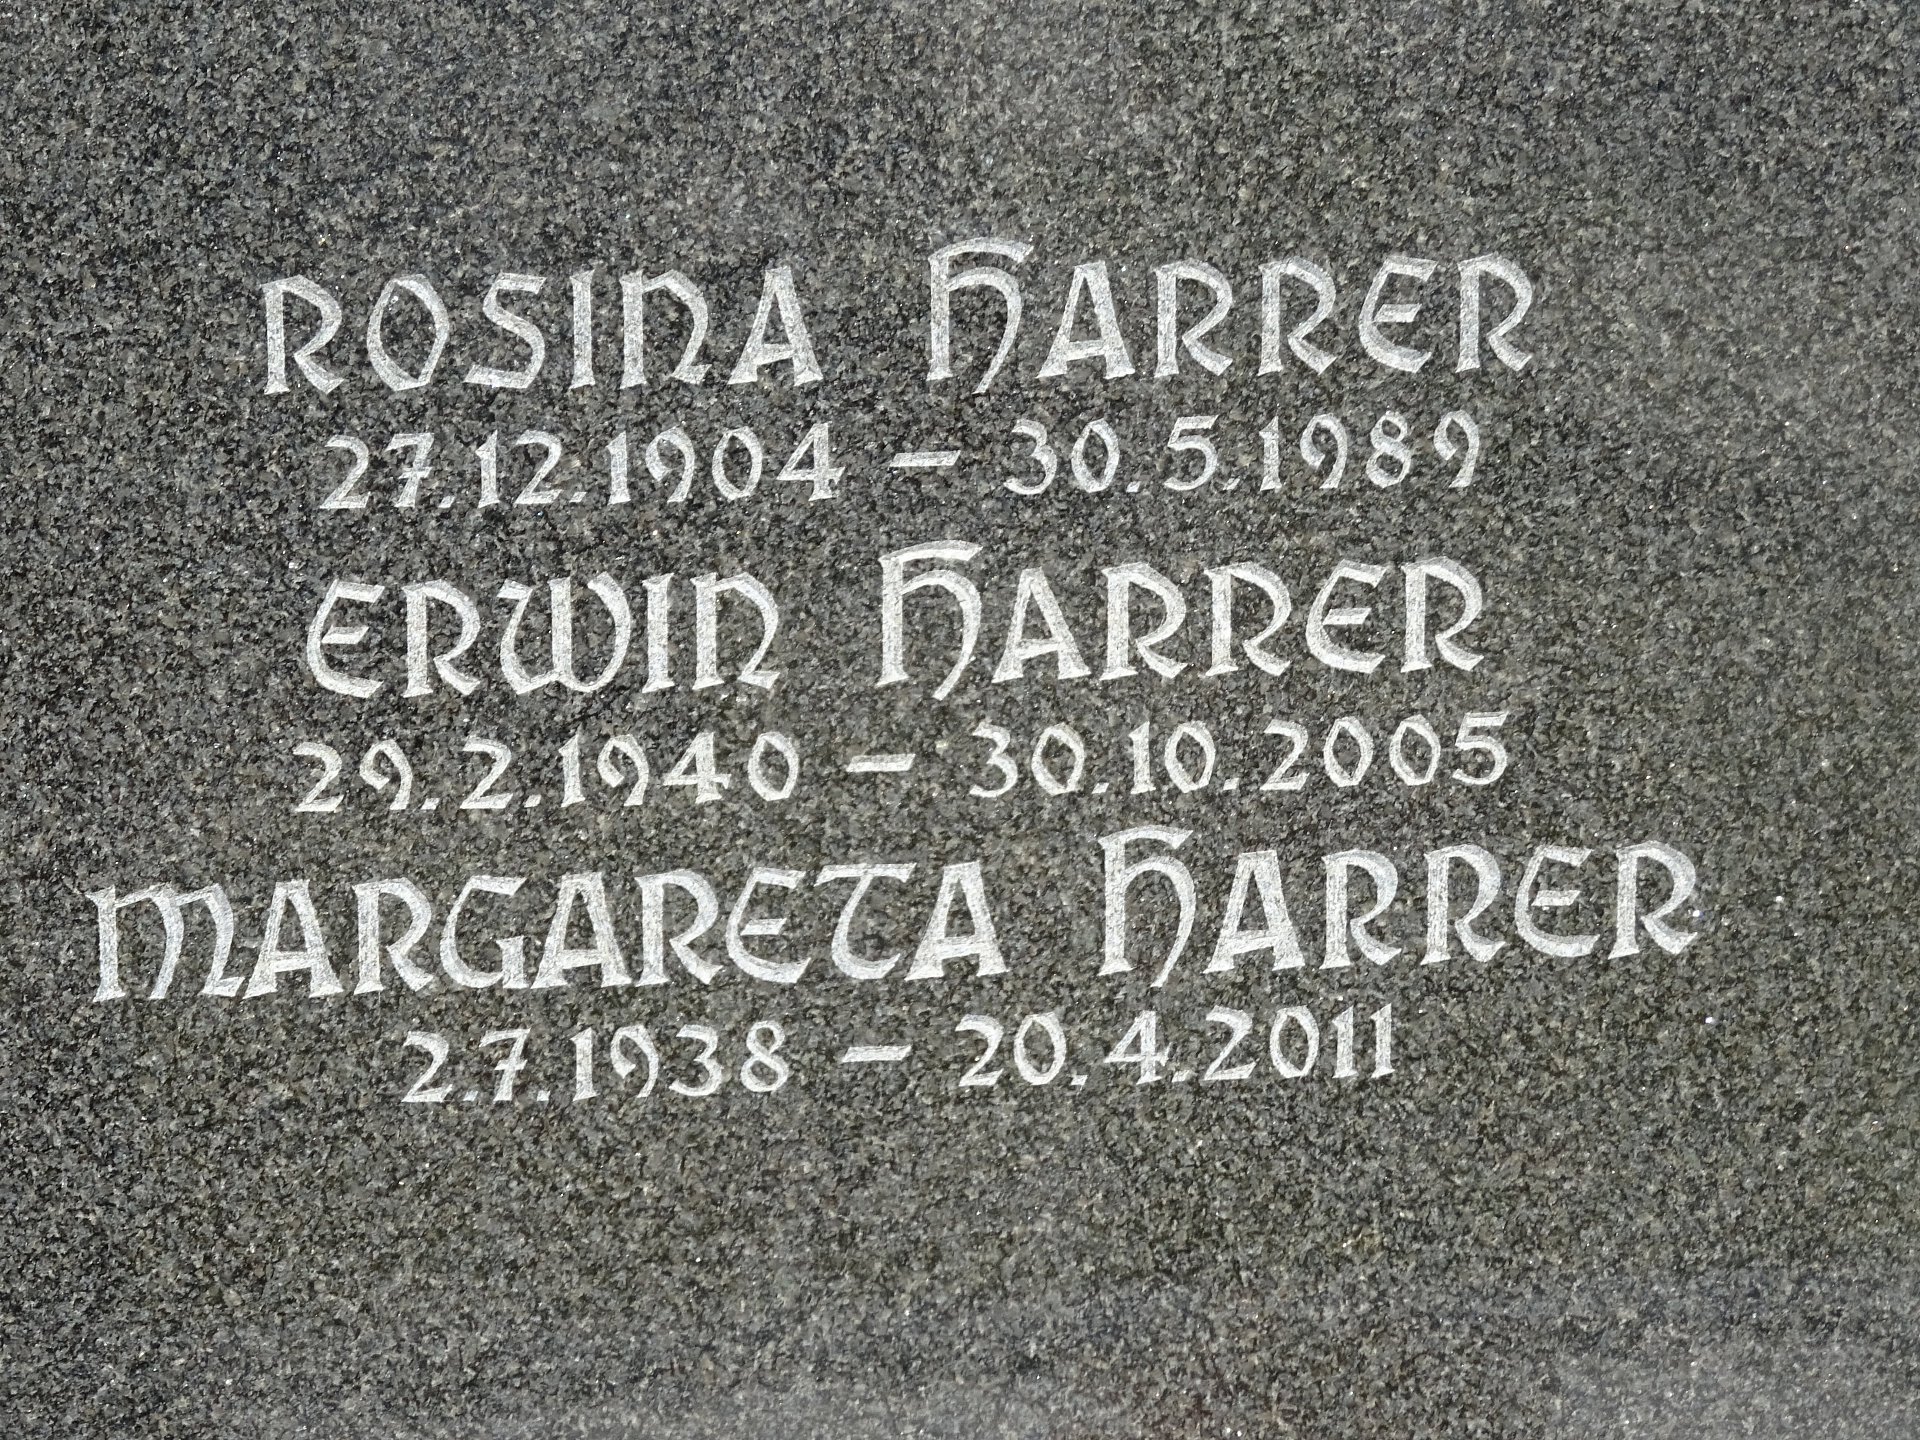 ROSINA HARRER
27.12.1904 – 30.5.1989
ERWIN HARRER
29.2.1940 – 30.10.2005
MARGARETA HARRER
2.7.1938 – 20.4.2011